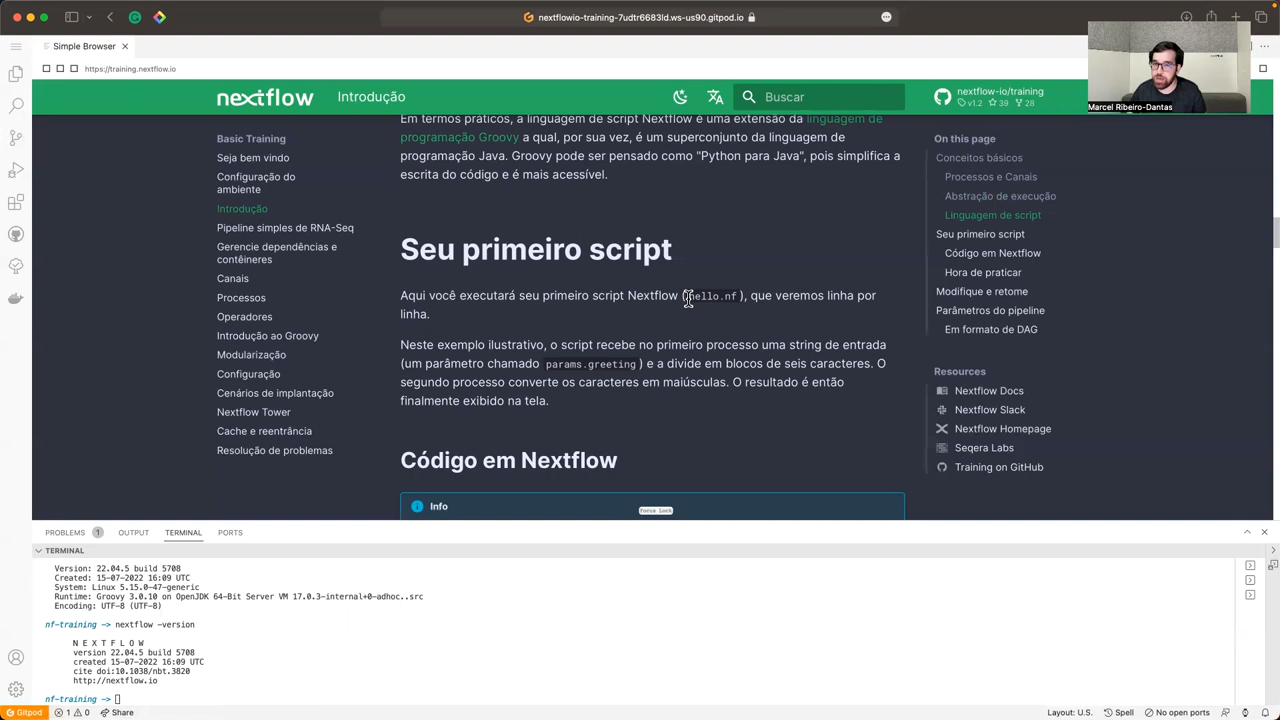 nextflowio-training-7udtr6683ld.ws-us90.gitpod.io
Simple Browser
https://training.nextflow.io
Marcel Ribeiro-Dantas
nextflow
Introdução
Buscar
nextflow-io/training
v1.2 39 28
Basic Training
Seja bem vindo
Configuração do
ambiente
Introdução
Pipeline simples de RNA-Seq
Gerencie dependências e
contêineres
Canais
Processos
Operadores
Introdução ao Groovy
Modularização
Configuração
Cenários de implantação
Nextflow Tower
Cache e reentrância
Resolução de problemas
Em termos práticos, a linguagem de script Nextflow é uma extensão da linguagem de
programação Groovy a qual, por sua vez, é um superconjunto da linguagem de
programação Java. Groovy pode ser pensado como "Python para Java", pois simplifica a
escrita do código e é mais acessível.
Seu primeiro script
Aqui você executará seu primeiro script Nextflow (hello.nf), que veremos linha por
linha.
Neste exemplo ilustrativo, o script recebe no primeiro processo uma string de entrada
(um parâmetro chamado params.greeting) e a divide em blocos de seis caracteres. O
segundo processo converte os caracteres em maiúsculas. O resultado é então
finalmente exibido na tela.
Código em Nextflow
Info
Focus Lock
On this page
Conceitos básicos
Processos e Canais
Abstração de execução
Linguagem de script
Seu primeiro script
Código em Nextflow
Hora de praticar
Modifique e retome
Parâmetros do pipeline
Em formato de DAG
Resources
Nextflow Docs
Nextflow Slack
Nextflow Homepage
Seqera Labs
Training on GitHub
PROBLEMS 1 OUTPUT TERMINAL PORTS
TERMINAL
Version: 22.04.5 build 5708
Created: 15-07-2022 16:09 UTC
System: Linux 5.15.0-47-generic
Runtime: Groovy 3.0.10 on OpenJDK 64-Bit Server VM 17.0.3-internal+0-adhoc..src
Encoding: UTF-8 (UTF-8)
nf-training -> nextflow -version
N E X T F L O W
version 22.04.5 build 5708
created 15-07-2022 16:09 UTC
cite doi:10.1038/nbt.3820
http://nextflow.io
nf-training ->
Gitpod 1 0 Share
Layout: U.S. Spell No open ports